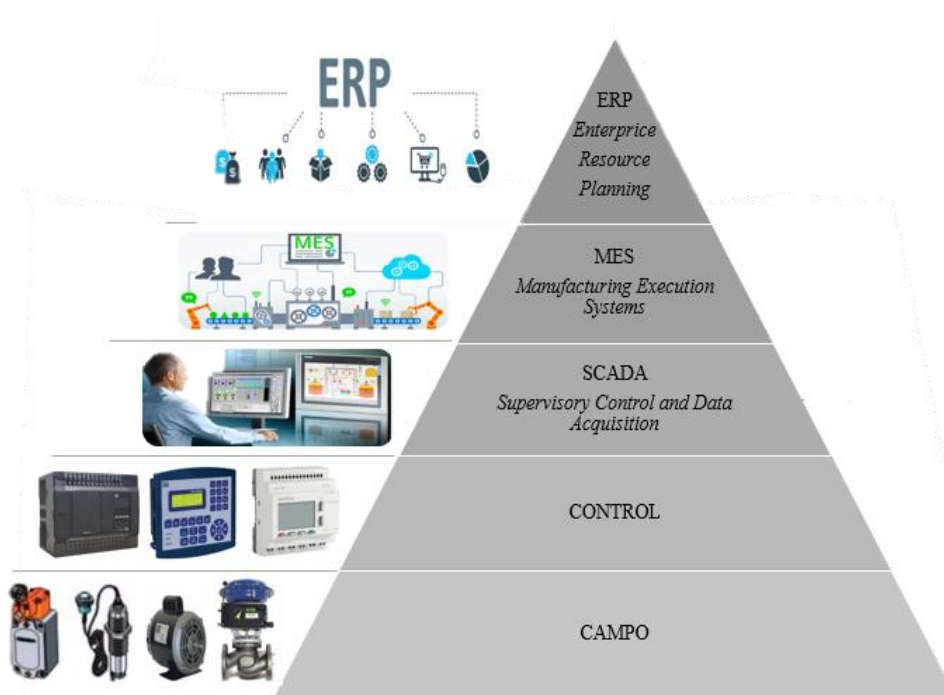 ERP
ERP
Enterprice
Resource
Planning
MES
MES
Manufacturing Execution
Systems
SCADA
Supervisory Control and Data
Acquisition
CONTROL
CAMPO